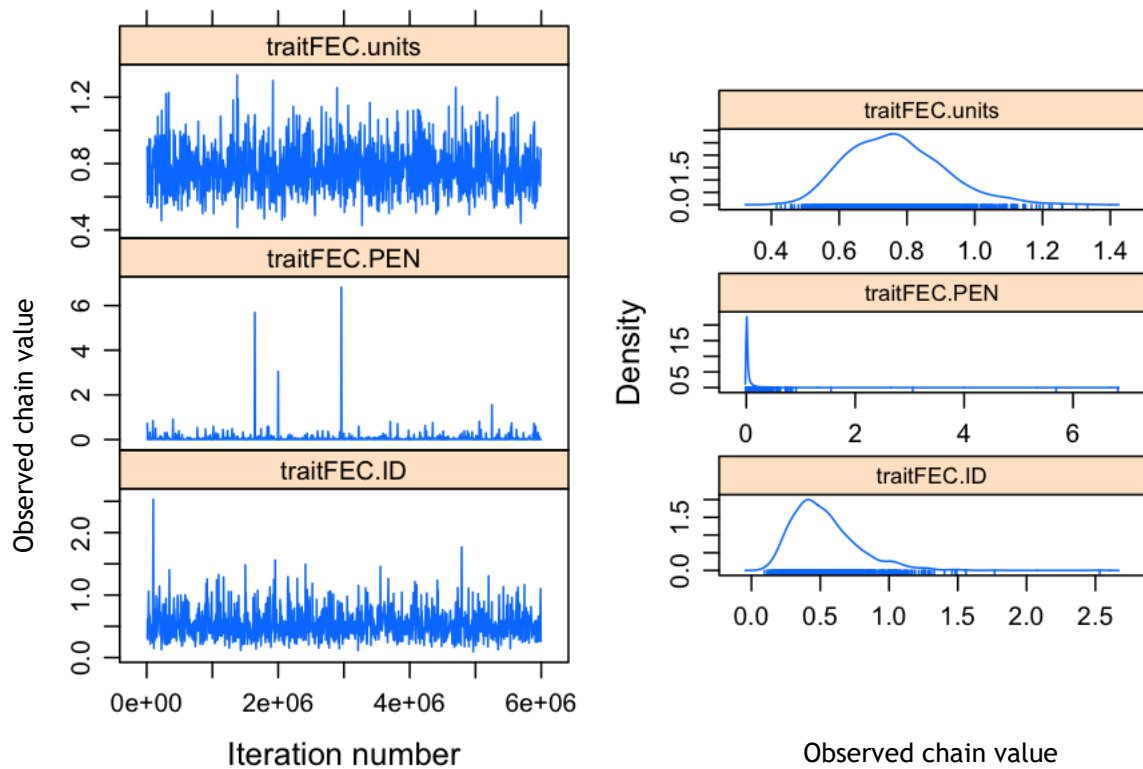 traitFEC.units
1.2
0.8
0.4
traitFEC.PEN
6
4
2
0
traitFEC.ID
2.0
1.0
0.0
0e+00 2e+06 4e+06 6e+06
Iteration number
Observed chain value
traitFEC.units
0.01.5
0.4 0.6 0.8 1.0 1.2 1.4
traitFEC.PEN
05 15
0 2 4 6
traitFEC.ID
0.0 1.5
0.0 0.5 1.0 1.5 2.0 2.5
Density
Observed chain value